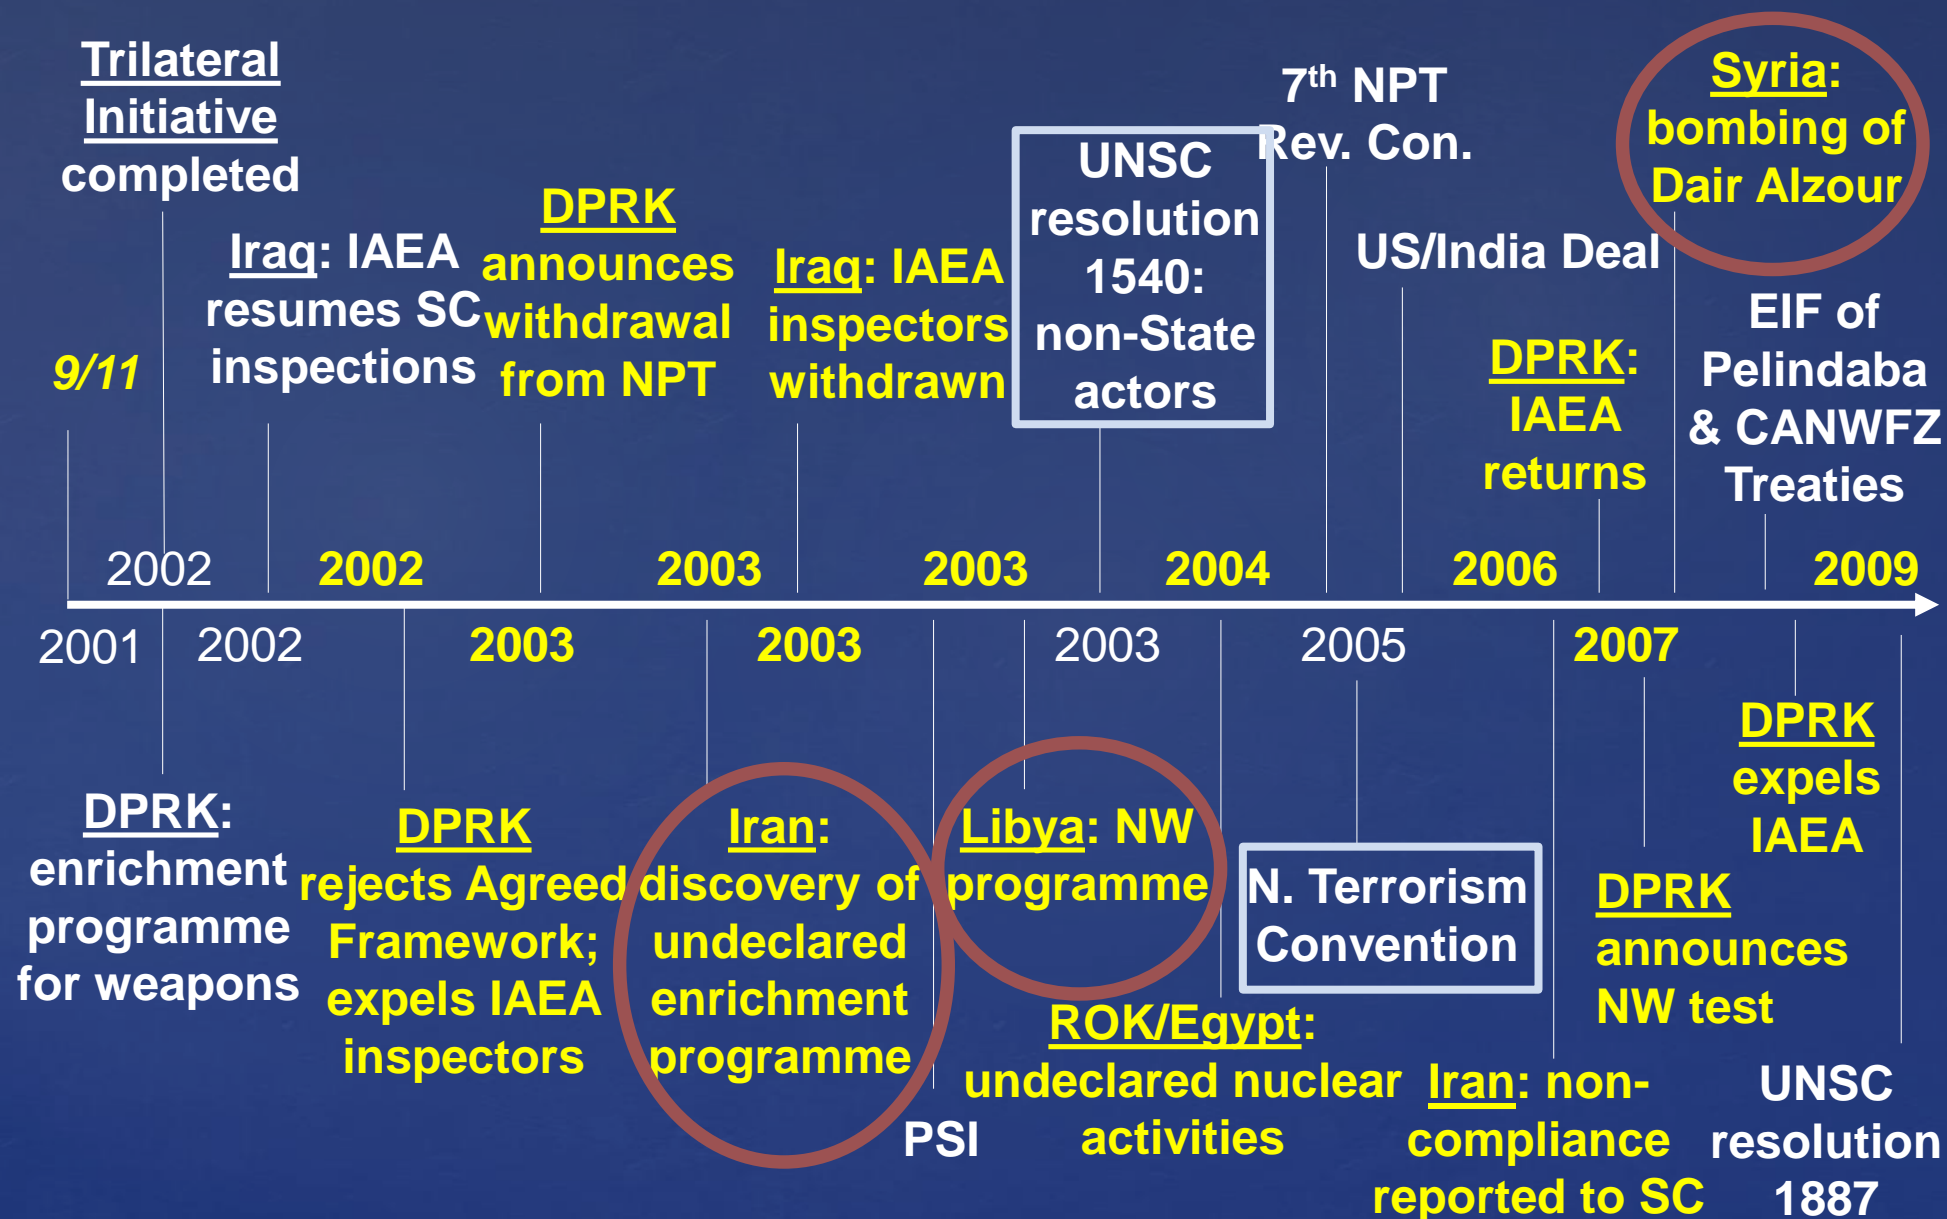 Trilateral
Initiative
completed
Iraq: IAEA
resumes SC
inspections
9/11
DPRK
announces
withdrawal
from NPT
Iraq: IAEA
inspectors
withdrawn
UNSC
resolution
1540:
non-State
actors
7th NPT
Rev. Con.
US/India Deal
DPRK:
IAEA
returns
Syria:
bombing of
Dair Alzour
EIF of
Pelindaba
& CANWFZ
Treaties
2002 2002 2003 2003 2004 2006 2009
2001 2002 2003 2003 2003 2005 2007
DPRK:
enrichment
programme
for weapons
DPRK
rejects Agreed
Framework;
expels IAEA
inspectors
Iran:
discovery of
undeclared
enrichment
programme
PSI
Libya: NW
programme
ROK/Egypt:
undeclared nuclear
activities
N. Terrorism
Convention
Iran: non-
compliance
reported to SC
DPRK
announces
NW test
DPRK
expels
IAEA
UNSC
resolution
1887